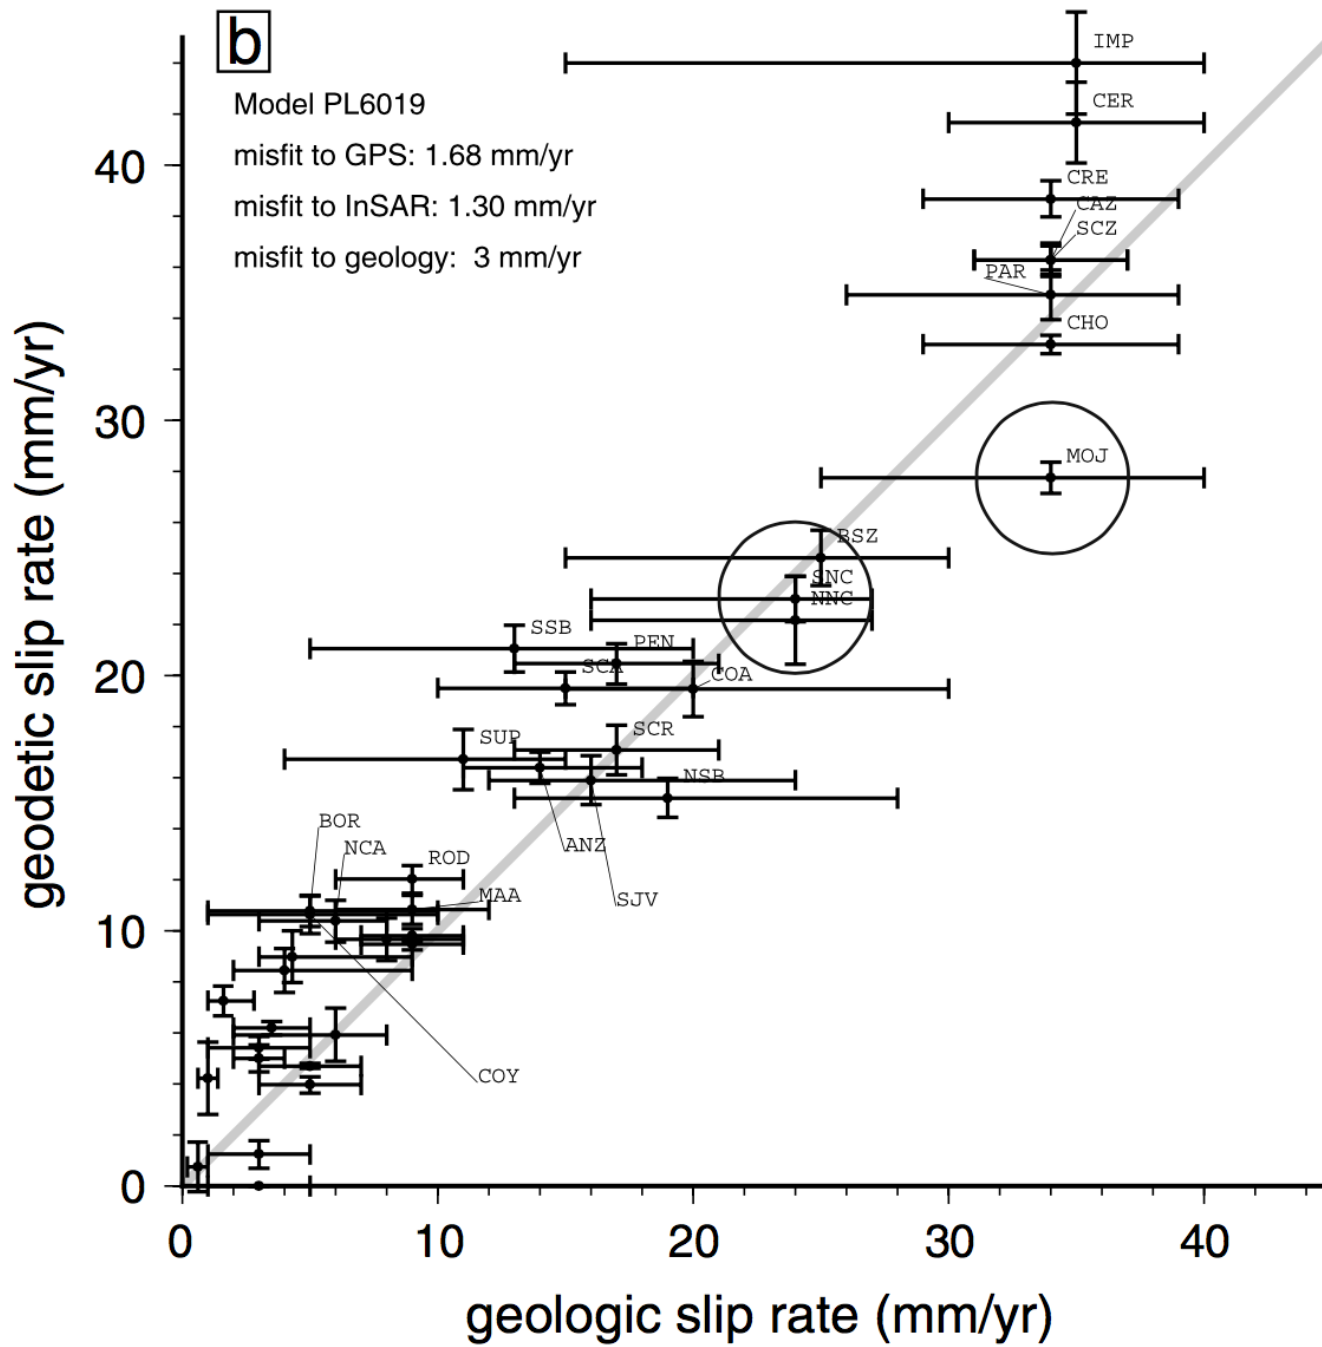 b
Model PL6019
misfit to GPS: 1.68 mm/yr
misfit to InSAR: 1.30 mm/yr
misfit to geology:  3 mm/yr
IMP
CER
CRE
CAZ
SCZ
PAR
CHO
MOJ
BSZ
SNC
NNC
SSB
PEN
SCA
COA
SUP
SCR
NSB
ANZ
SJV
BOR
NCA
ROD
MAA
COY
geodetic slip rate (mm/yr)
40
30
20
10
0
0 10 20 30 40
geologic slip rate (mm/yr)